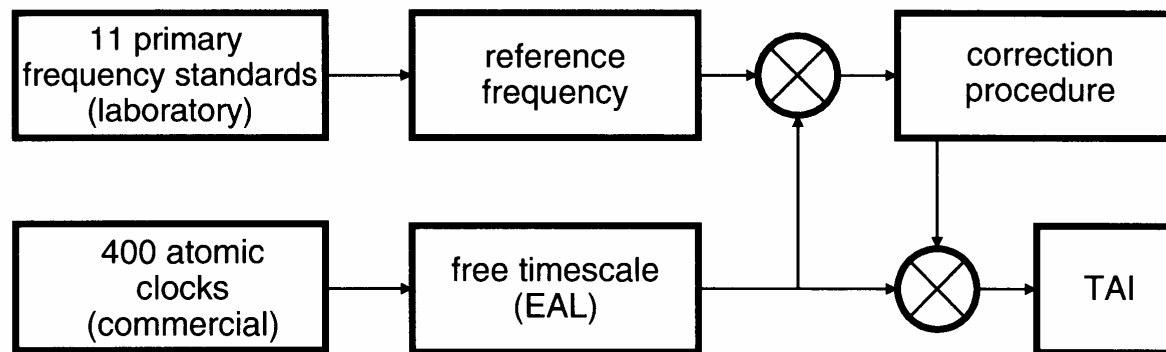 11 primary
frequency standards
(laboratory)
reference
frequency
correction
procedure
400 atomic
clocks
(commercial)
free timescale
(EAL)
TAI